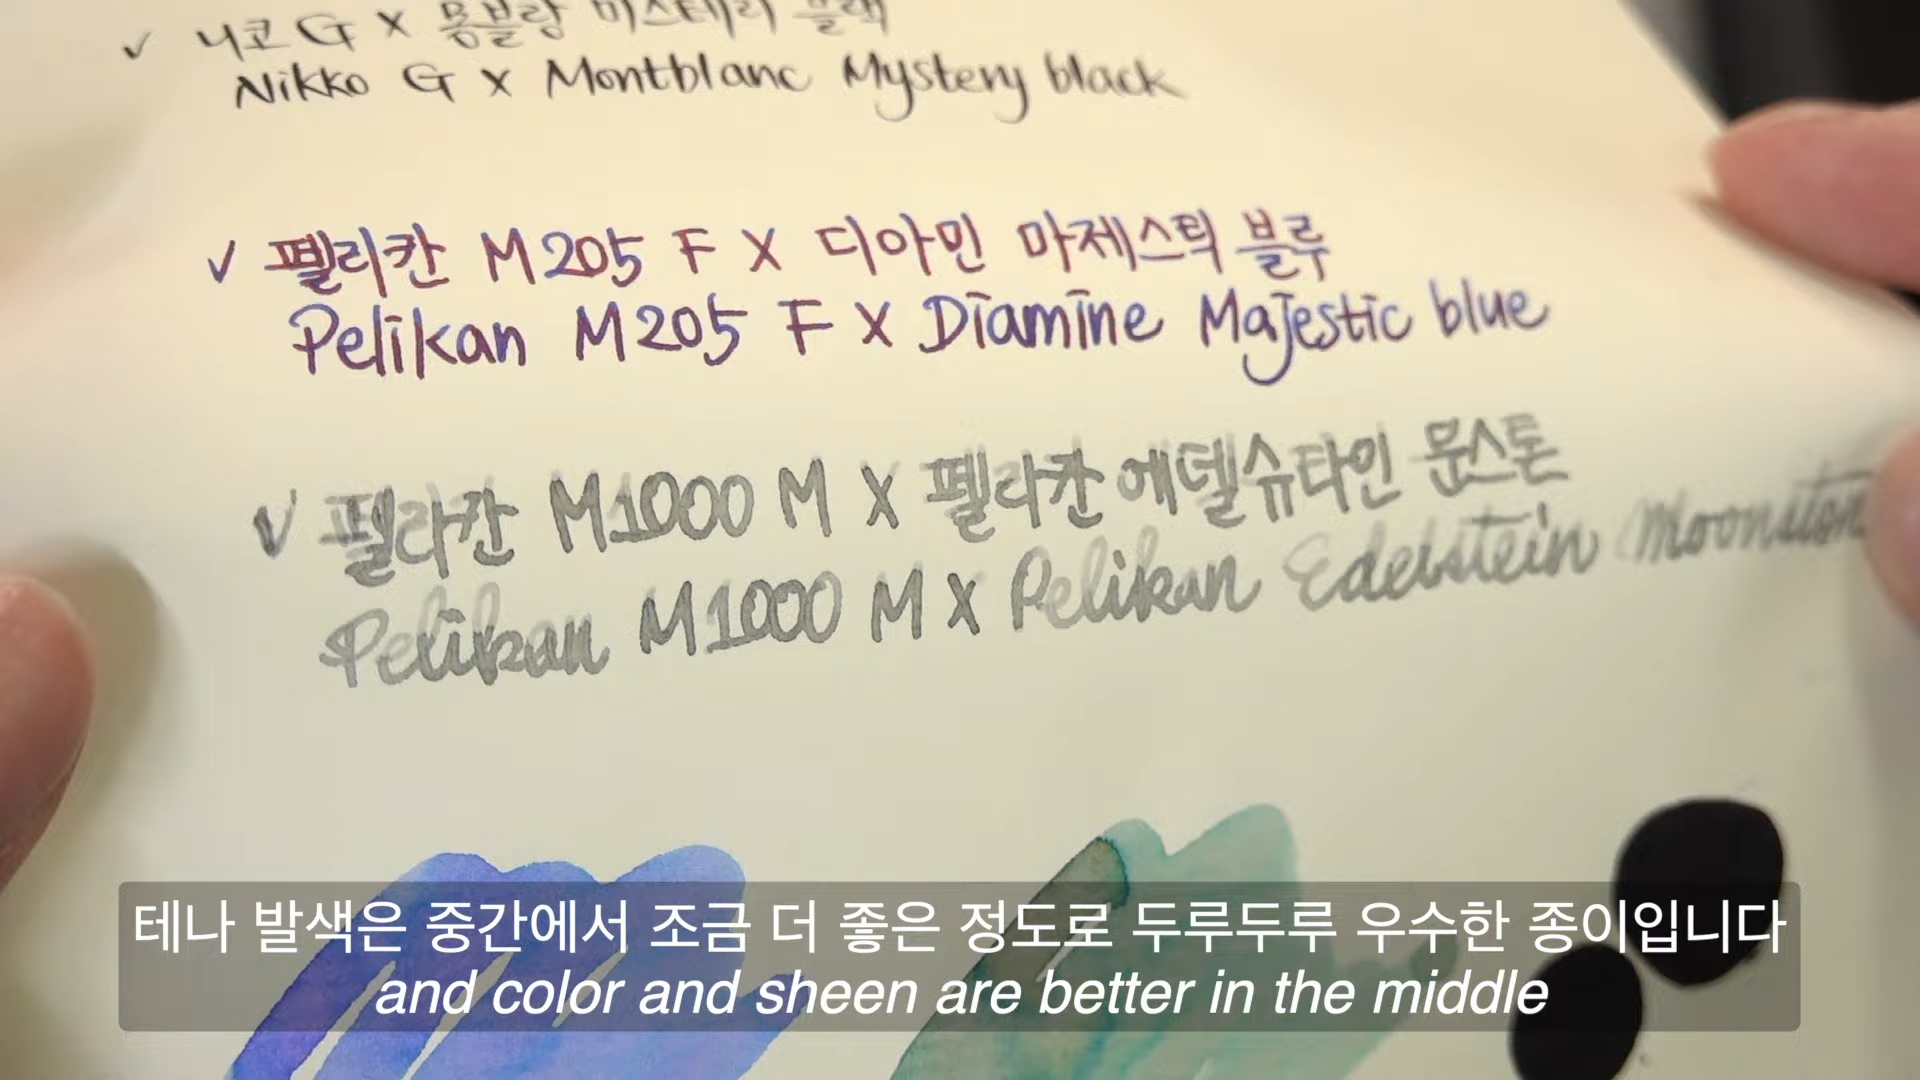 ✓ 니코 G X 몽블랑 미스테리 블랙
Nikko G X Montblanc Mystery black
✓ 펠리칸 M205 F X 디아민 마제스틱 블루
Pelikan M205 F X Diamine Majestic blue
✓ 펠리칸 M1000 M X 펠리칸 에델슈타인 문스톤
Pelikan M1000 M X Pelikan Edelstein Moonston
테나 발색은 중간에서 조금 더 좋은 정도로 두루두루 우수한 종이입니다
and color and sheen are better in the middle